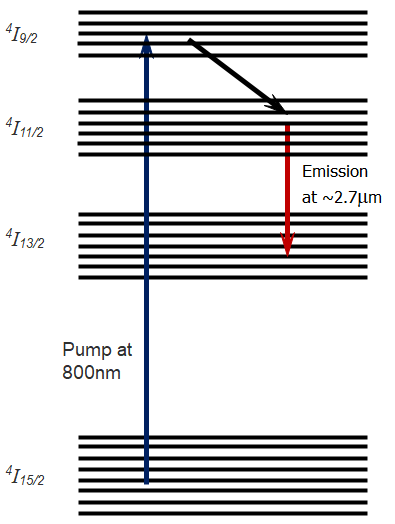 ⁴I₉/₂
⁴I₁₁/₂
Emission
at ~2.7μm
⁴I₁₃/₂
Pump at
800nm
⁴I₁₅/₂